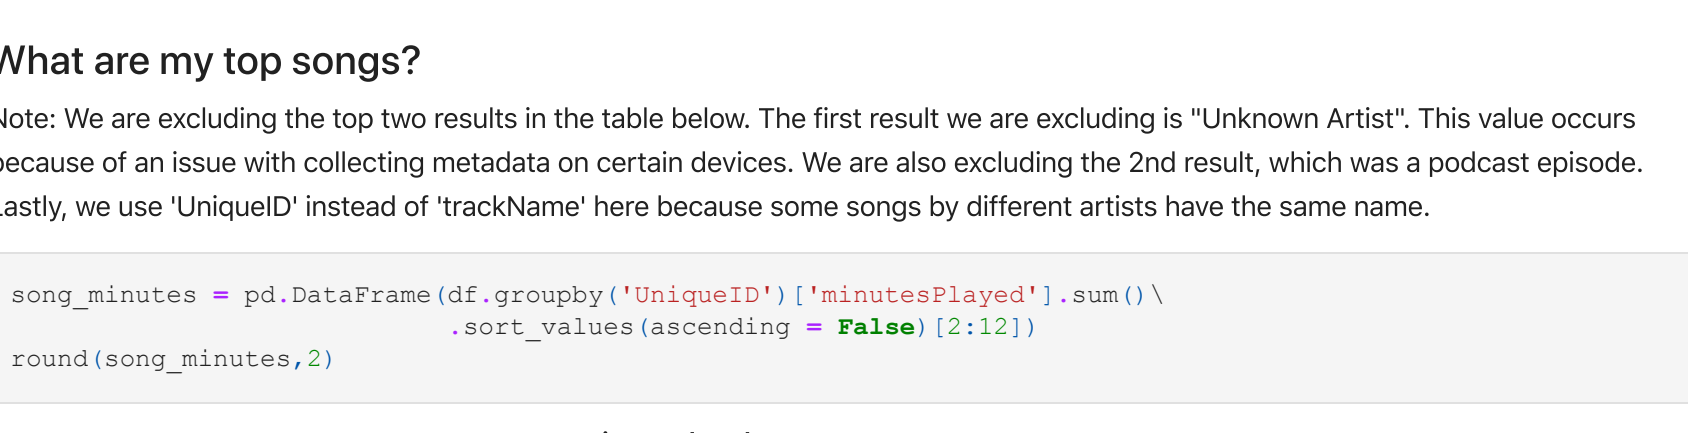 What are my top songs?
Note: We are excluding the top two results in the table below. The first result we are excluding is "Unknown Artist". This value occurs
because of an issue with collecting metadata on certain devices. We are also excluding the 2nd result, which was a podcast episode.
Lastly, we use 'UniqueID' instead of 'trackName' here because some songs by different artists have the same name.
song_minutes = pd.DataFrame(df.groupby('UniqueID')['minutesPlayed'].sum()\
.sort_values(ascending = False)[2:12])
round(song_minutes,2)